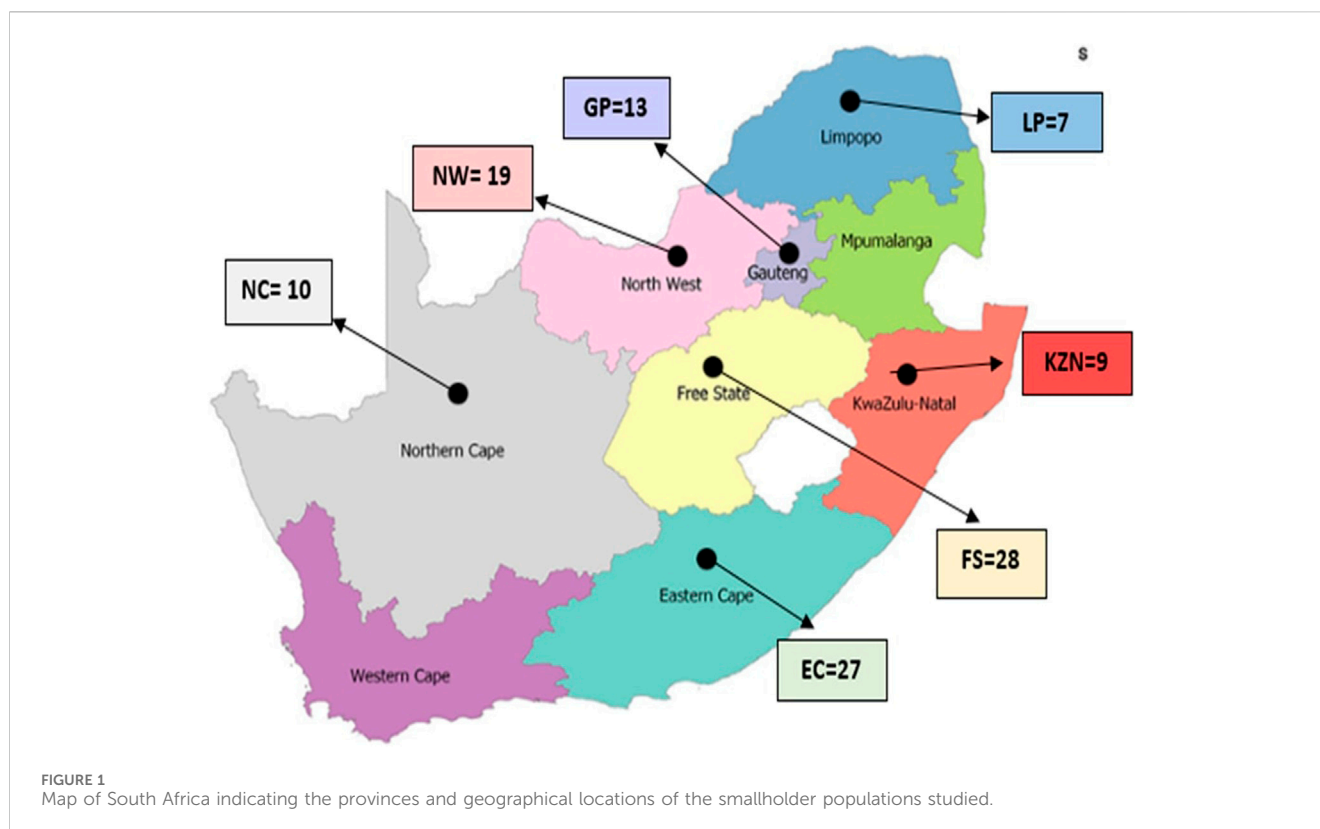 S
GP=13
LP=7
Limpopo
NW= 19
Mpumalanga
Gauteng
North West
NC= 10
KZN=9
Free State
KwaZulu-Natal
Northern Cape
FS=28
Eastern Cape
EC=27
Western Cape
FIGURE 1
Map of South Africa indicating the provinces and geographical locations of the smallholder populations studied.